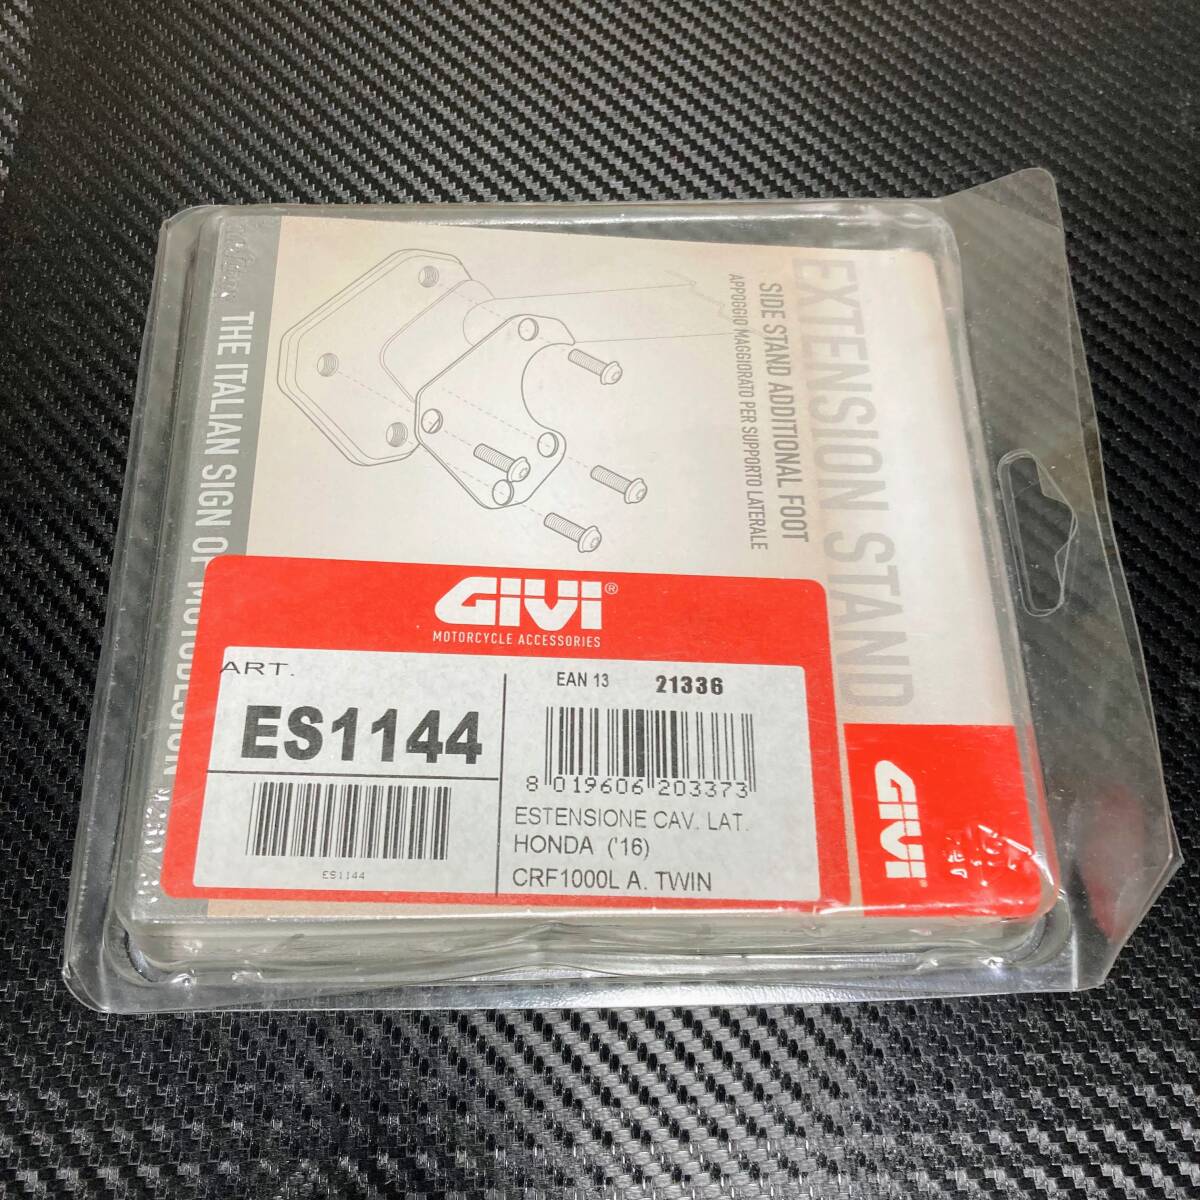 EXTENSION STAND
SIDE STAND ADDITIONAL FOOT
APPOGGIO MAGGIORATO PER SUPPORTO LATERALE
THE ITALIAN SIGN OF MOTODESIGN
GIVI®
MOTORCYCLE ACCESSORIES
ART.
ES1144
ES1144
EAN 13 21336
8 019606 203373
ESTENSIONE CAV. LAT.
HONDA ('16)
CRF1000L A. TWIN
GIVI®